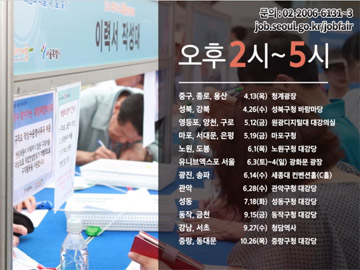 문의: 02 2006-6131~3
job.seoul.go.kr/jobfair
이력서 작성대
오후 2시~5시
중구, 종로, 용산 4.13(목) 청계광장
성북, 강북 4.26(수) 성북구청 바람마당
영등포, 양천, 구로 5.12(금) 원광디지털대 대강의실
마포, 서대문, 은평 5.19(금) 마포구청
노원, 도봉 6.1(목) 노원구청 대강당
유니브엑스포 서울 6.3(토)~4(일) 광화문 광장
광진, 송파 6.14(수) 세종대 컨벤션홀(C홀)
관악 6.28(수) 관악구청 대강당
성동 7.18(화) 성동구청 대강당
동작, 금천 9.15(금) 동작구청 대강당
강남, 서초 9.27(수) 청담역사
중랑, 동대문 10.26(목) 중랑구청 대강당